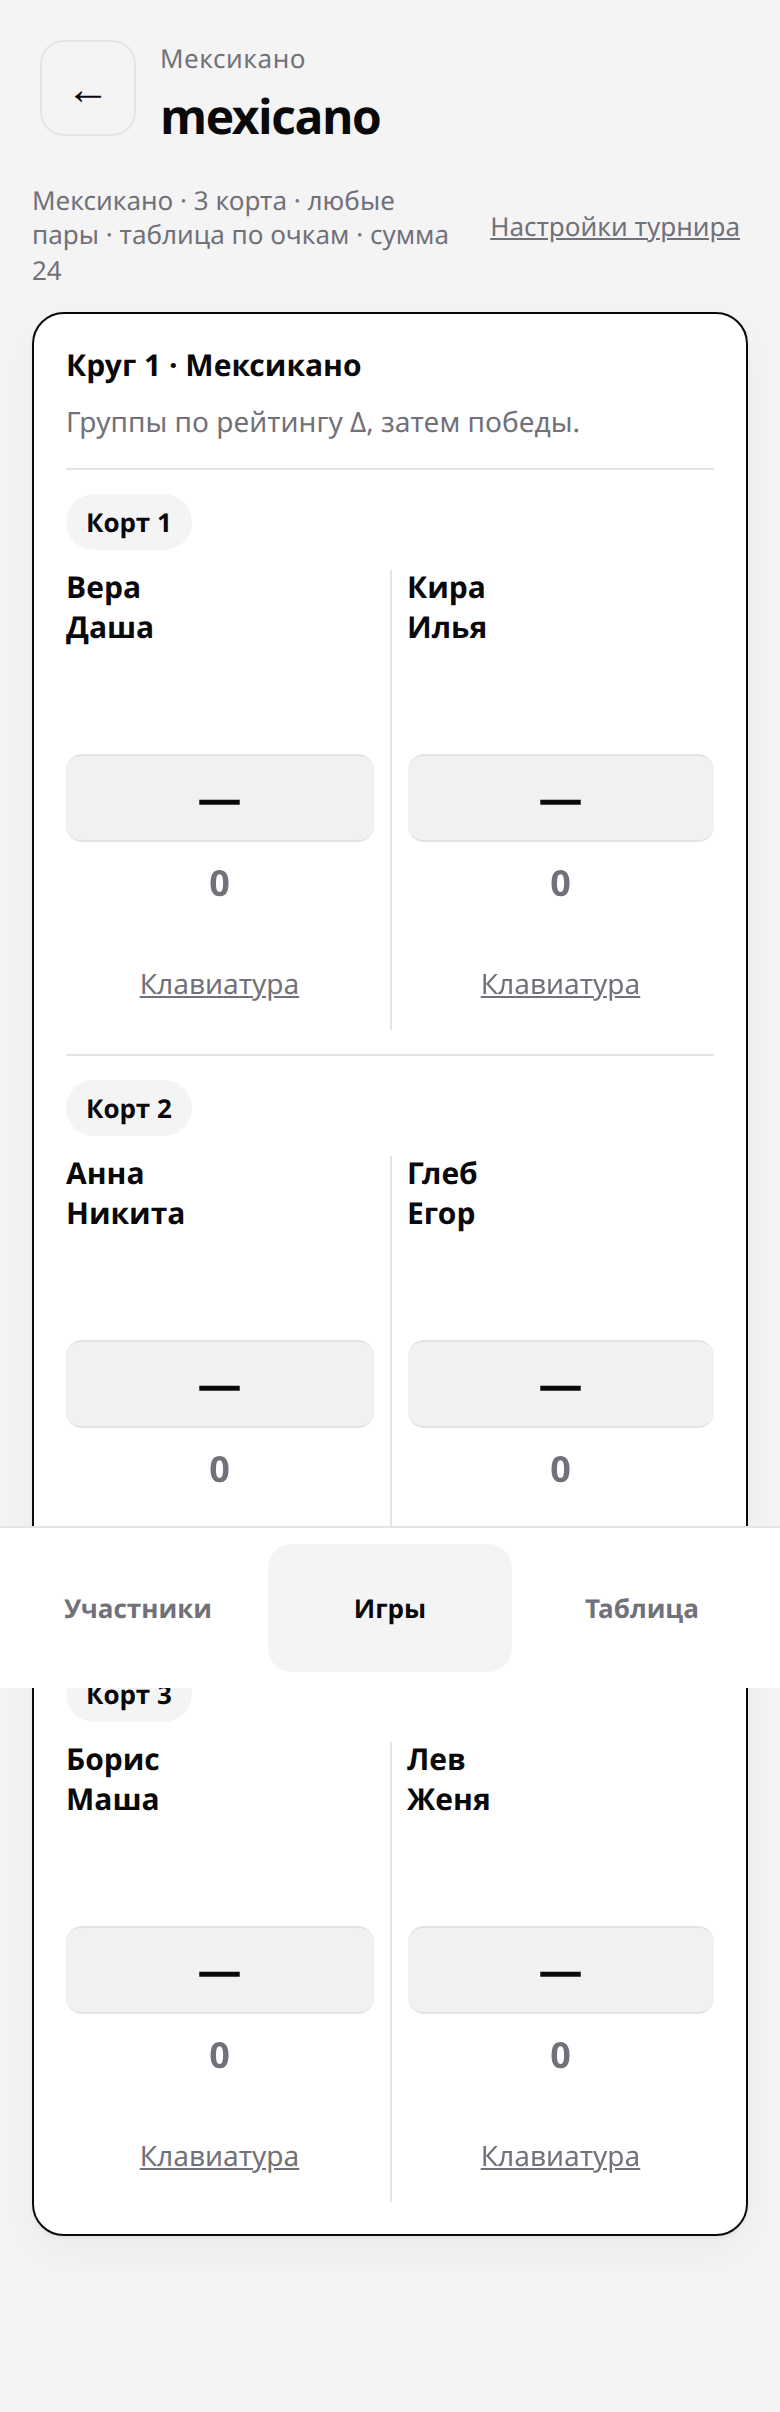 ←
Мексикано
mexicano
Мексикано · 3 корта · любые
пары · таблица по очкам · сумма
24
Настройки турнира
Круг 1 · Мексикано
Группы по рейтингу Δ, затем победы.
Корт 1
Вера
Даша
Кира
Илья
—
—
0
0
Клавиатура
Клавиатура
Корт 2
Анна
Никита
Глеб
Егор
—
—
0
0
Участники
Игры
Таблица
Корт 3
Борис
Маша
Лев
Женя
—
—
0
0
Клавиатура
Клавиатура